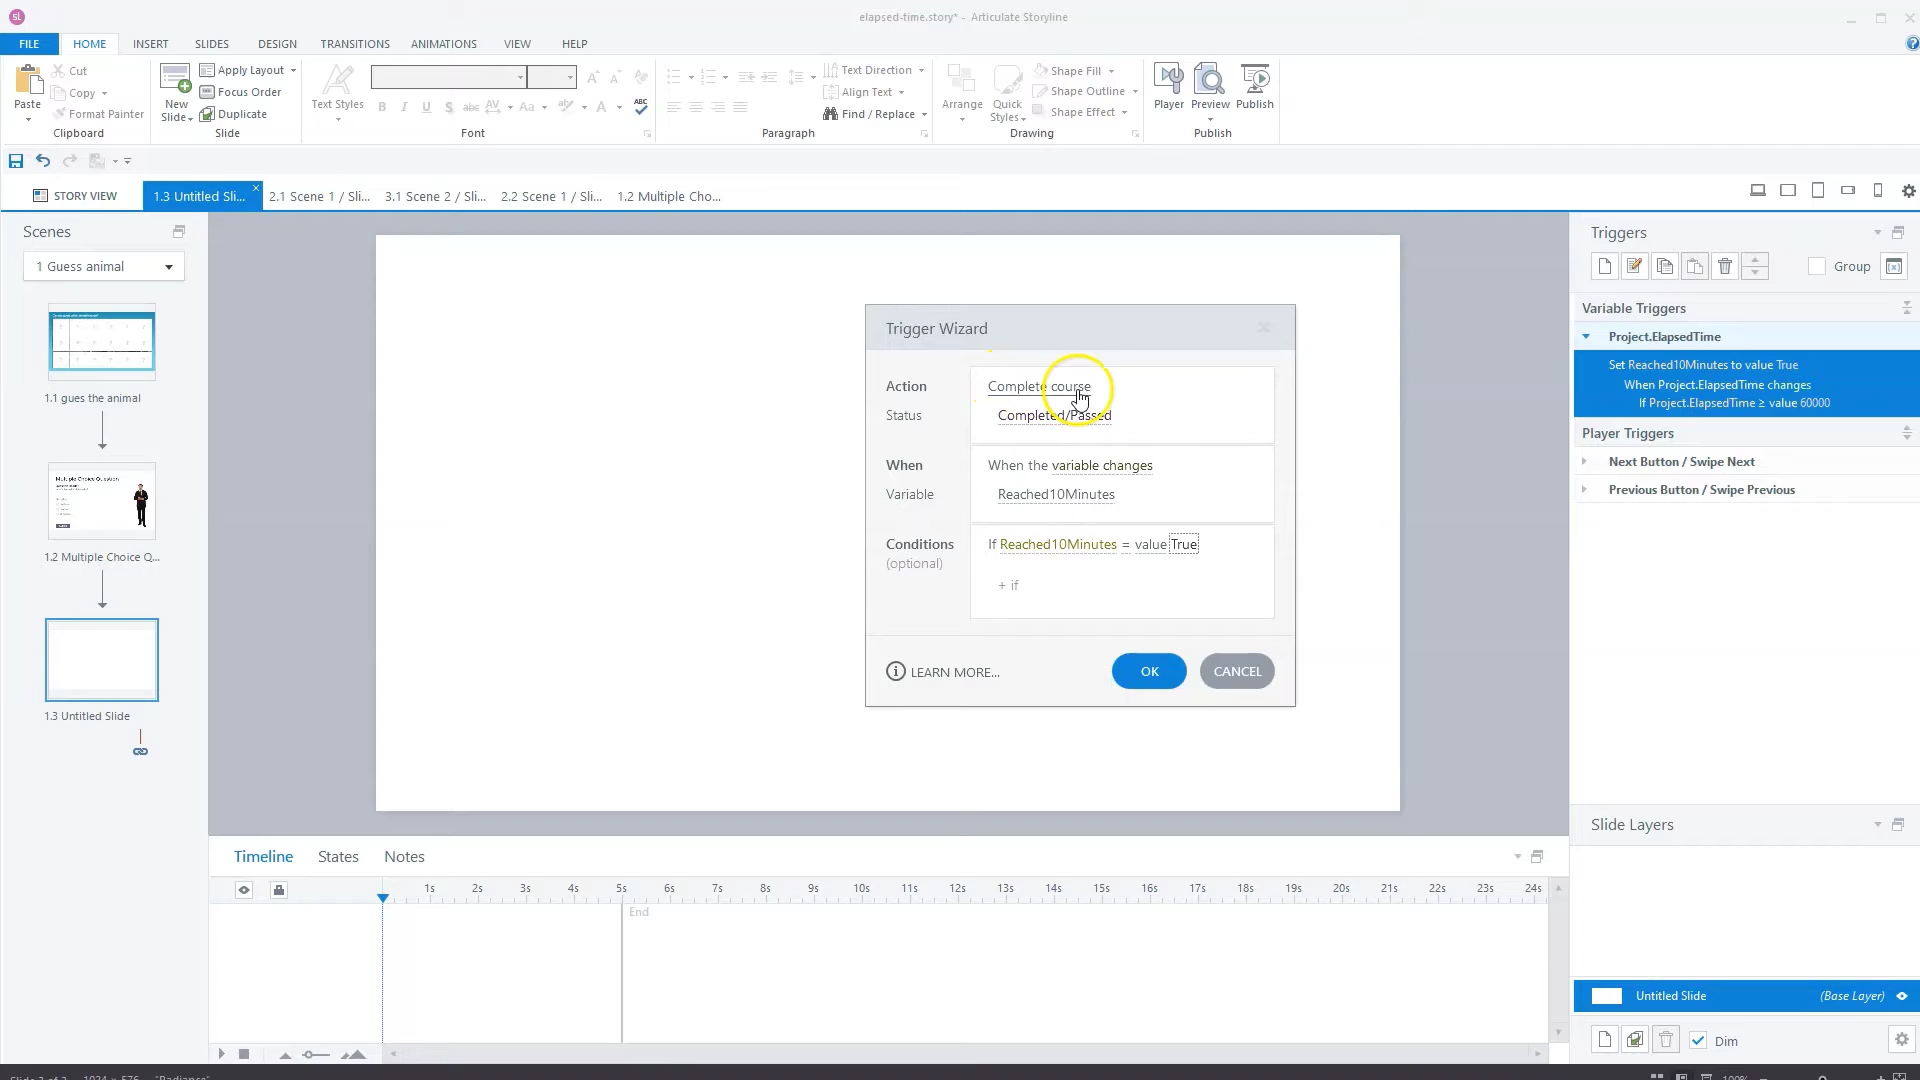 sl
elapsed-time.story* - Articulate Storyline
FILE
HOME
INSERT
SLIDES
DESIGN
TRANSITIONS
ANIMATIONS
VIEW
HELP
Paste
Cut
Copy
Format Painter
Clipboard
New
Slide
Apply Layout
Focus Order
Duplicate
Slide
Text Styles
B I U S abc AV Aa A ABC
Font
Text Direction
Align Text
Find / Replace
Paragraph
Arrange
Quick
Styles
Shape Fill
Shape Outline
Shape Effect
Drawing
Player
Preview
Publish
Publish
STORY VIEW
1.3 Untitled Sli...
2.1 Scene 1 / Sli...
3.1 Scene 2 / Sli...
2.2 Scene 1 / Sli...
1.2 Multiple Cho...
Scenes
1 Guess animal
1.1 gues the animal
Multiple Choice Question
1.2 Multiple Choice Q...
1.3 Untitled Slide
Trigger Wizard
Action
Complete course
Status
Completed/Passed
When
When the variable changes
Variable
Reached10Minutes
Conditions
(optional)
If Reached10Minutes = value True
+ if
LEARN MORE...
OK
CANCEL
Triggers
Group
Variable Triggers
Project.ElapsedTime
Set Reached10Minutes to value True
When Project.ElapsedTime changes
If Project.ElapsedTime ≥ value 60000
Player Triggers
Next Button / Swipe Next
Previous Button / Swipe Previous
Slide Layers
Untitled Slide
(Base Layer)
Dim
Timeline
States
Notes
1s 2s 3s 4s 5s 6s 7s 8s 9s 10s 11s 12s 13s 14s 15s 16s 17s 18s 19s 20s 21s 22s 23s 24s
End